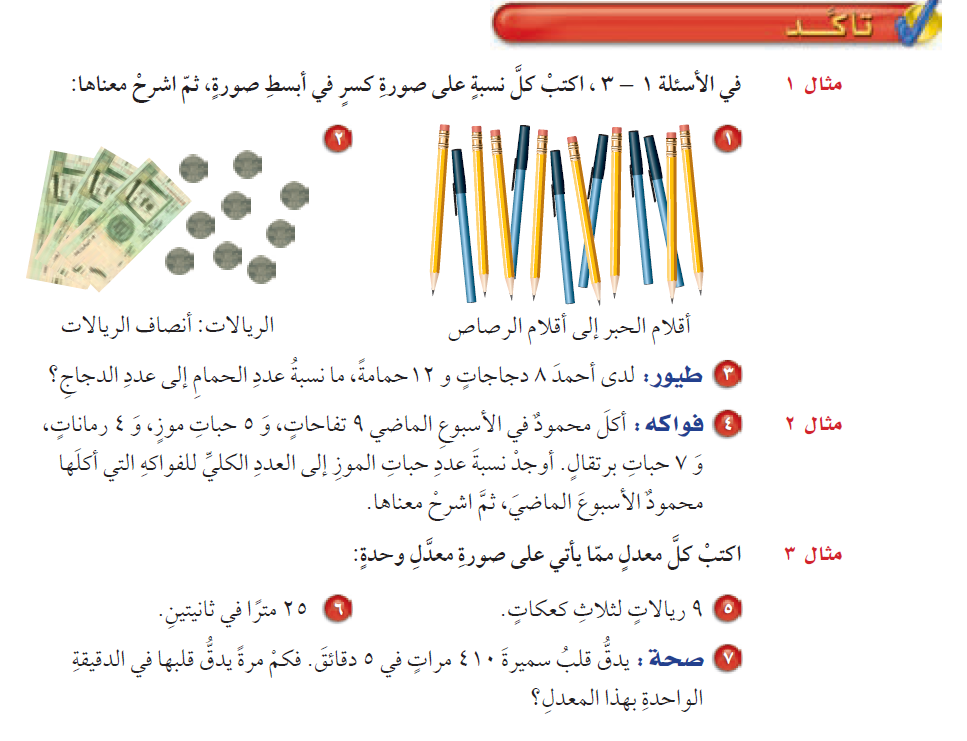 تأكَّــد
مثال ١ في الأسئلة ١ – ٣ ، اكتبْ كلَّ نسبةٍ على صورةِ كسرٍ في أبسطِ صورةٍ، ثمّ اشرحْ معناها:
١
٢
أقلام الحبر إلى أقلام الرصاص
الريالات: أنصاف الريالات
٣ طيور: لدى أحمدَ ٨ دجاجاتٍ و ١٢ حمامةً، ما نسبةُ عددِ الحمامِ إلى عددِ الدجاجِ؟
مثال ٢ ٤ فواكه: أكلَ محمودٌ في الأسبوعِ الماضي ٩ تفاحاتٍ، وَ ٥ حباتِ موزٍ، وَ ٤ رماناتٍ،
وَ ٧ حباتِ برتقالٍ. أوجدْ نسبةَ عددِ حباتِ الموزِ إلى العددِ الكليِّ للفواكهِ التي أكلَها
محمودٌ الأسبوعَ الماضيَ، ثمَّ اشرحْ معناها.
مثال ٣ اكتبْ كلَّ معدلٍ ممّا يأتي على صورةِ معدَّلِ وحدةٍ:
٥ ٩ ريالاتٍ لثلاثِ كعكاتٍ.
٦ ٢٥ مترًا في ثانيتينِ.
٧ صحة: يدقُّ قلبُ سميرةَ ٤١٠ مراتٍ في ٥ دقائقَ. فكمْ مرةً يدقُّ قلبها في الدقيقةِ
الواحدةِ بهذا المعدلِ؟